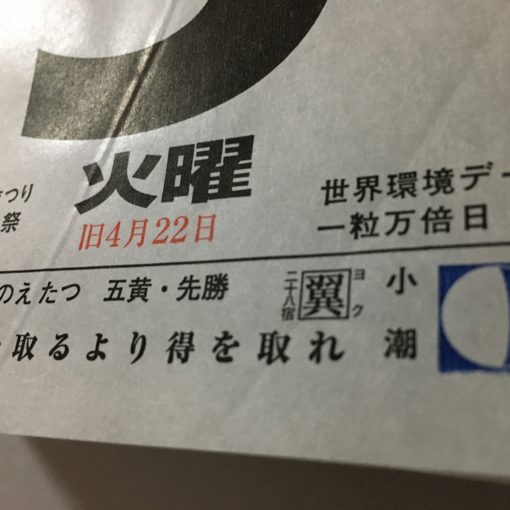 5
火曜
つり
祭
旧4月22日
世界環境デー
一粒万倍日
のえたつ 五黄・先勝
二十八宿
翼
ヨク
小潮
取るより得を取れ